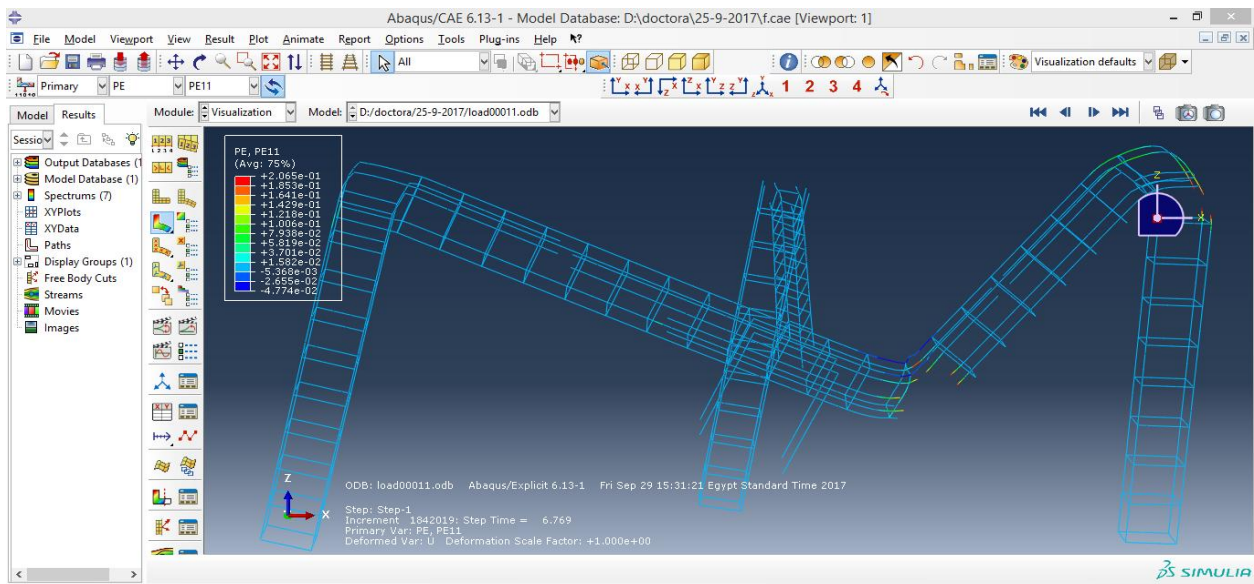 Abaqus/CAE 6.13-1 - Model Database: D:\doctora\25-9-2017\f.cae [Viewport: 1]
File Model Viewport View Result Plot Animate Report Options Tools Plug-ins Help
All
Visualization defaults
Primary PE PE11
1 2 3 4
Model Results
Module: Visualization Model: D:/doctora/25-9-2017/load00011.odb
Sessio
Output Databases (1
Model Database (1)
Spectrums (7)
XYPlots
XYData
Paths
Display Groups (1)
Free Body Cuts
Streams
Movies
Images
PE, PE11
(Avg: 75%)
+2.065e-01
+1.853e-01
+1.641e-01
+1.429e-01
+1.218e-01
+1.006e-01
+7.938e-02
+5.819e-02
+3.701e-02
+1.582e-02
-5.368e-03
-2.655e-02
-4.774e-02
Z
X
Z
X
ODB: load00011.odb Abaqus/Explicit 6.13-1 Fri Sep 29 15:31:21 Egypt Standard Time 2017
Step: Step-1
Increment 1842019: Step Time = 6.769
Primary Var: PE, PE11
Deformed Var: U Deformation Scale Factor: +1.000e+00
SIMULIA